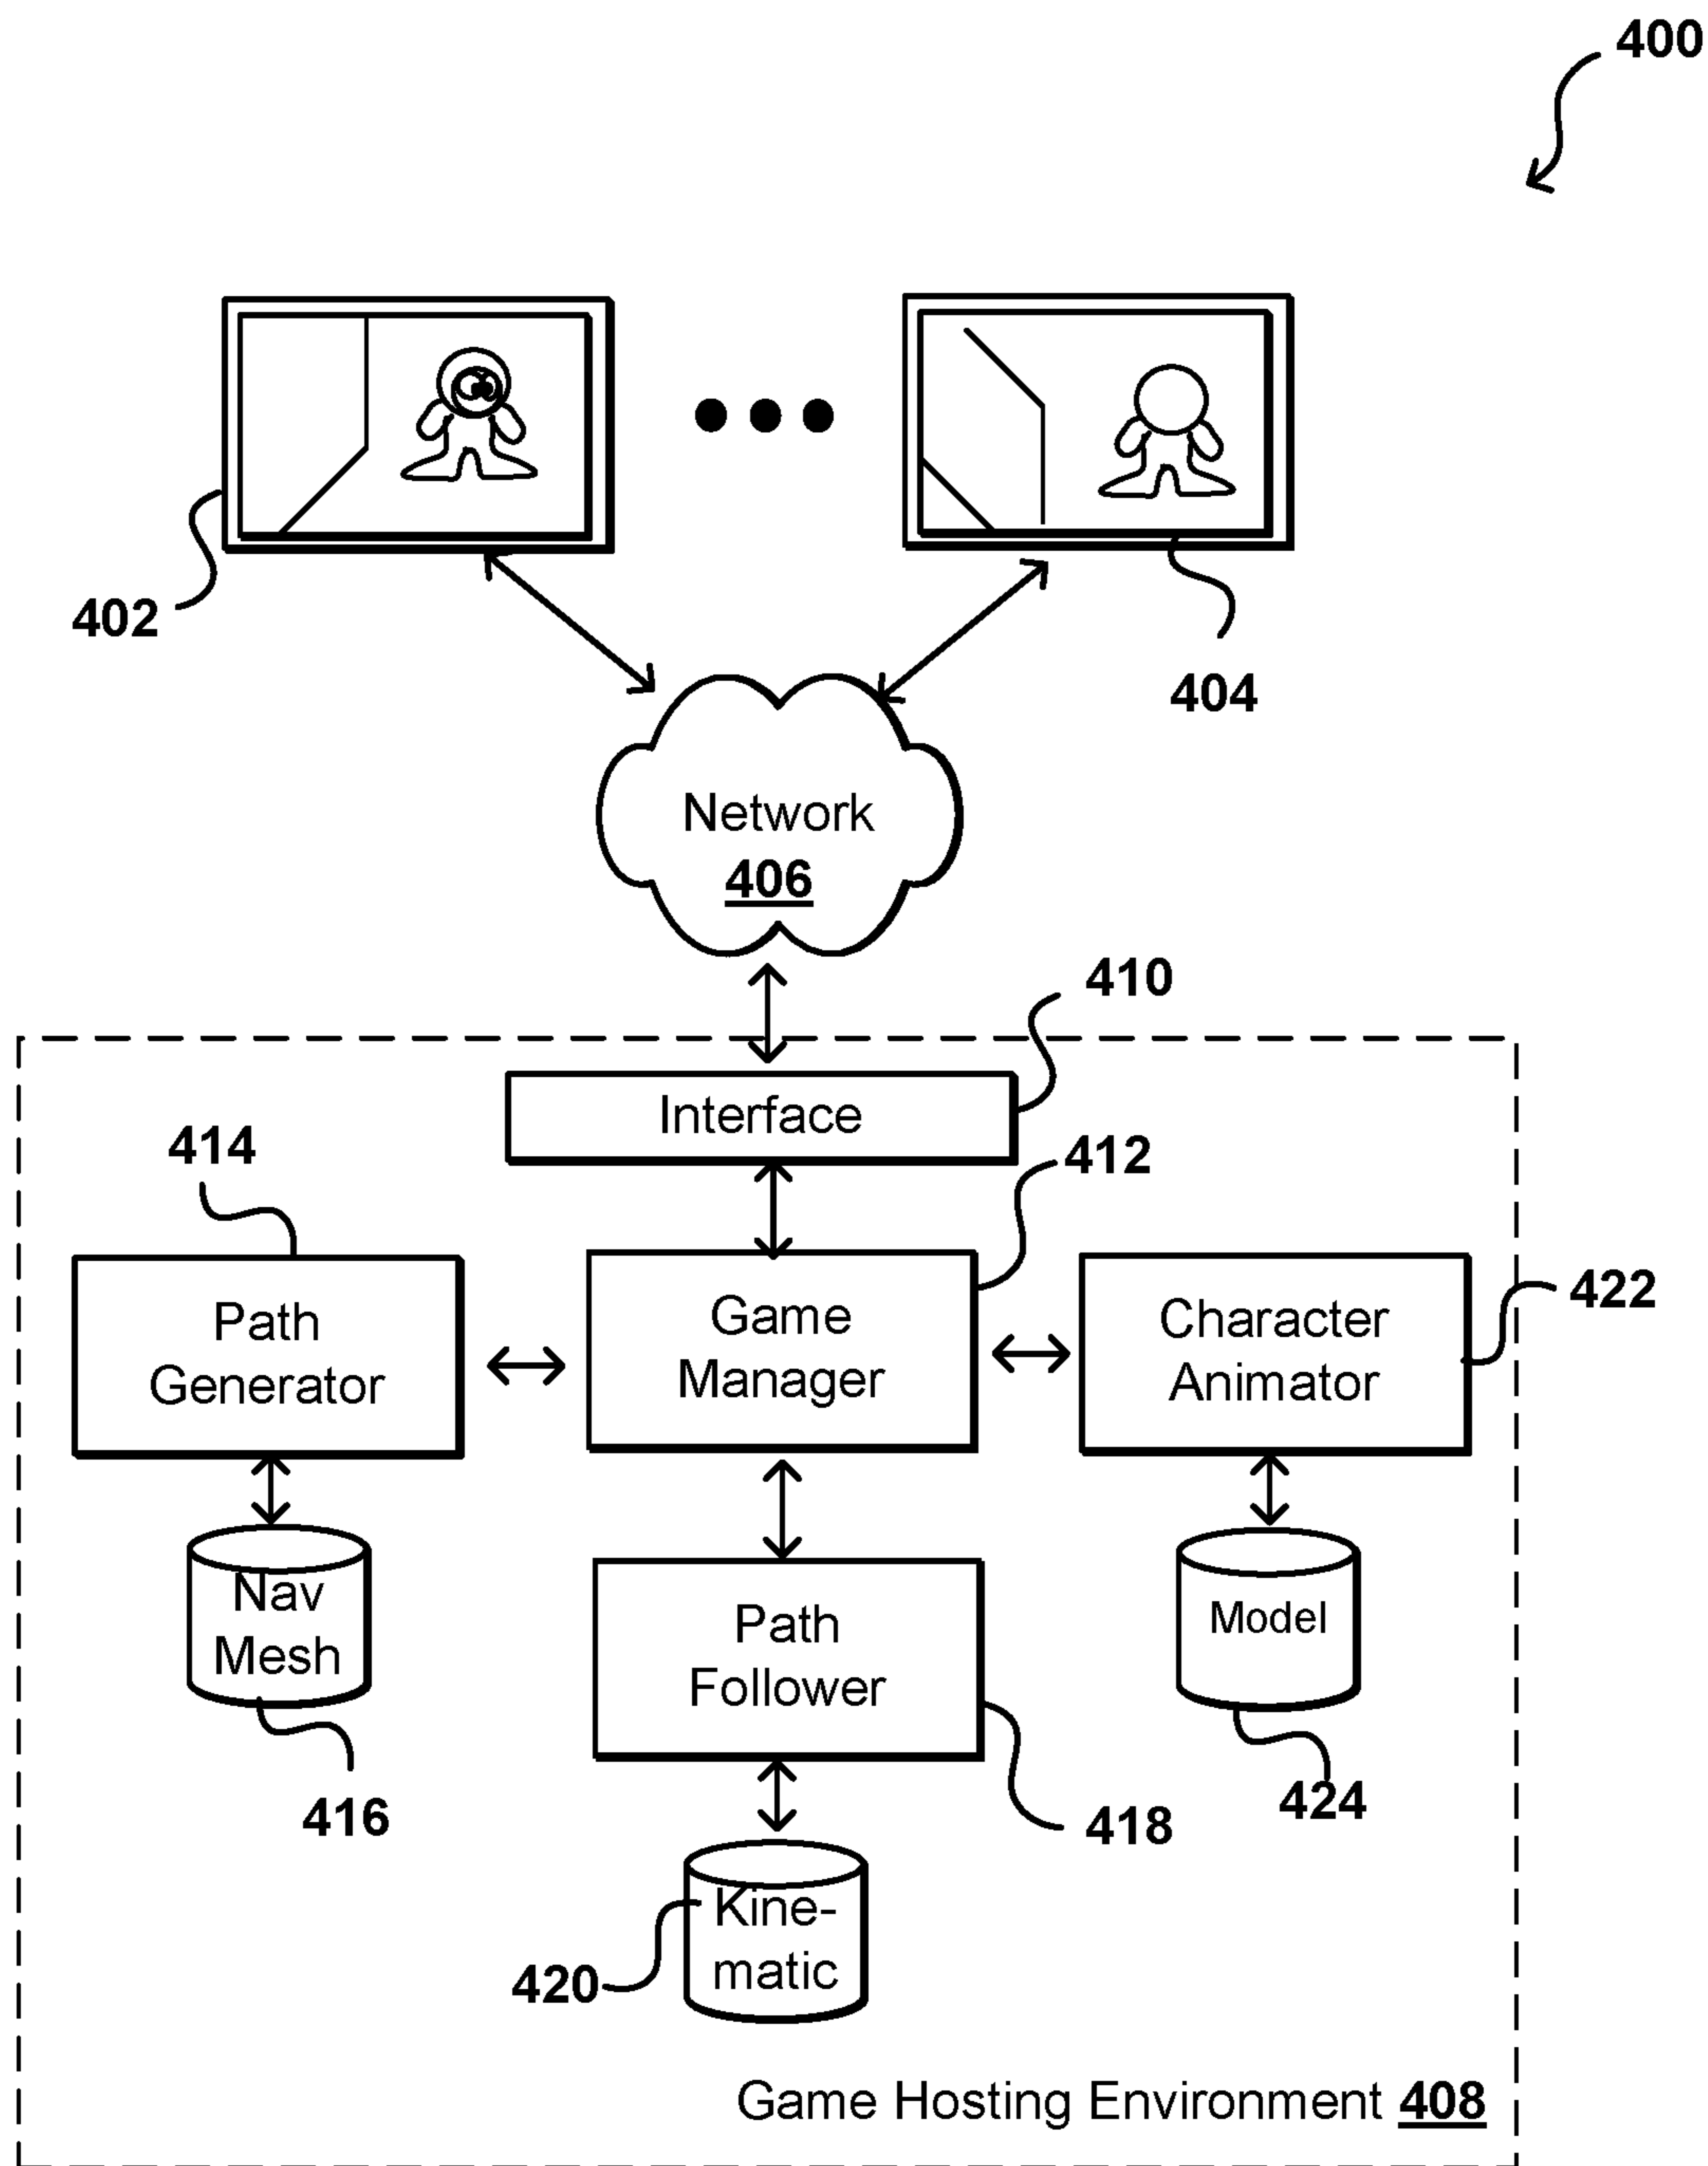 400
402
404
Network
406
410
Interface
412
414
Path
Generator
Game
Manager
Character
Animator
422
Nav
Mesh
416
Path
Follower
418
Model
424
Kine-
matic
420
Game Hosting Environment 408